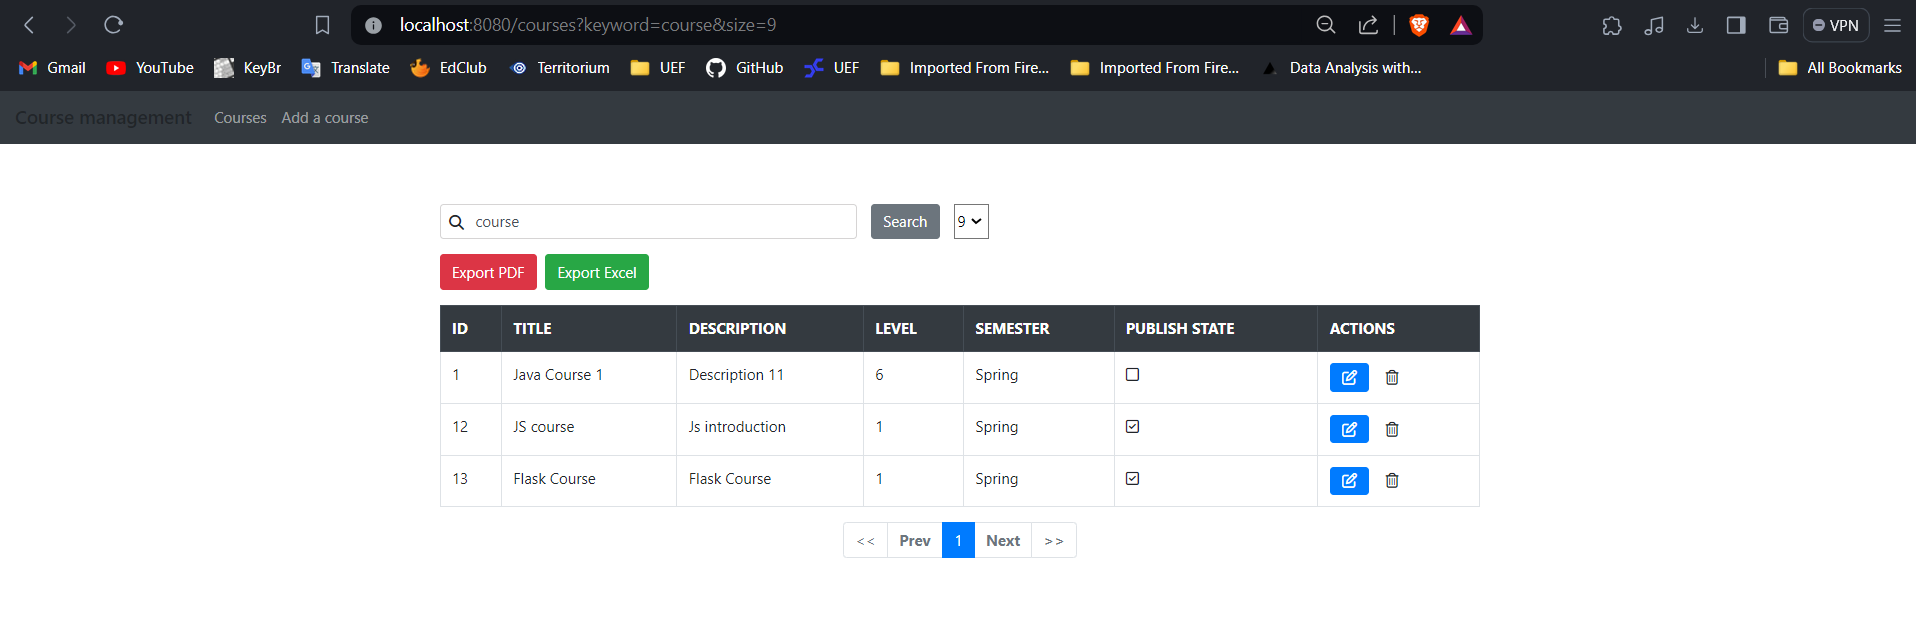 localhost:8080/courses?keyword=course&size=9
VPN
Gmail YouTube KeyBr Translate EdClub Territorium UEF GitHub UEF Imported From Fire... Imported From Fire... Data Analysis with... All Bookmarks
Course management Courses Add a course
course Search 9
Export PDF Export Excel
ID TITLE DESCRIPTION LEVEL SEMESTER PUBLISH STATE ACTIONS
1 Java Course 1 Description 11 6 Spring
12 JS course Js introduction 1 Spring
13 Flask Course Flask Course 1 Spring
<< Prev 1 Next >>